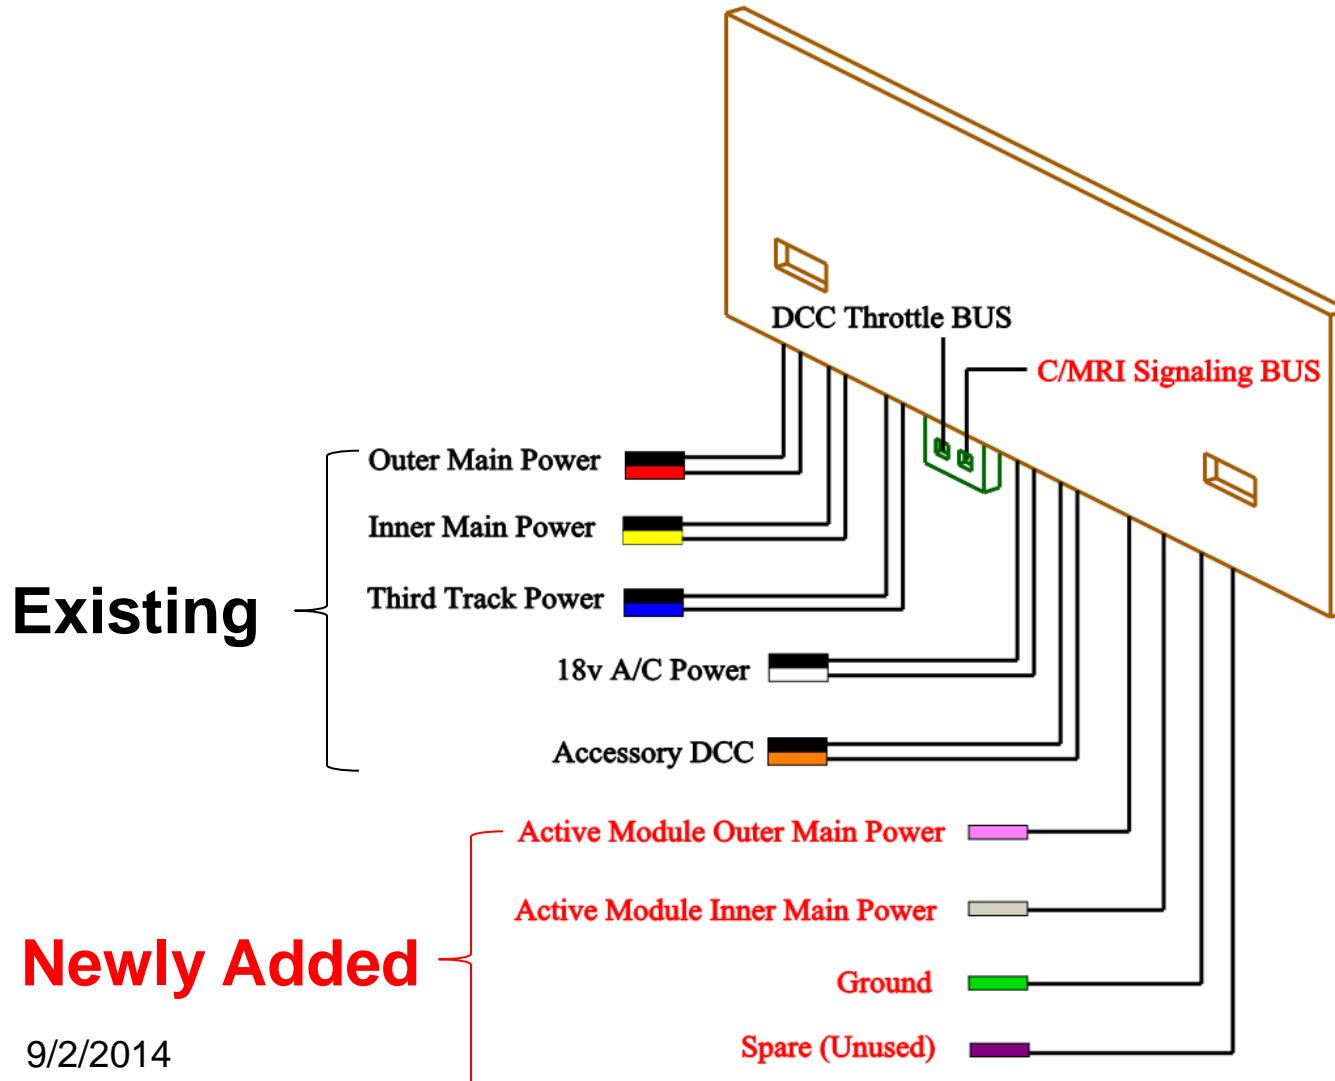 DCC Throttle BUS
C/MRI Signaling BUS
Outer Main Power
Inner Main Power
Existing
Third Track Power
18v A/C Power
Accessory DCC
Active Module Outer Main Power
Active Module Inner Main Power
Newly Added
Ground
Spare (Unused)
9/2/2014